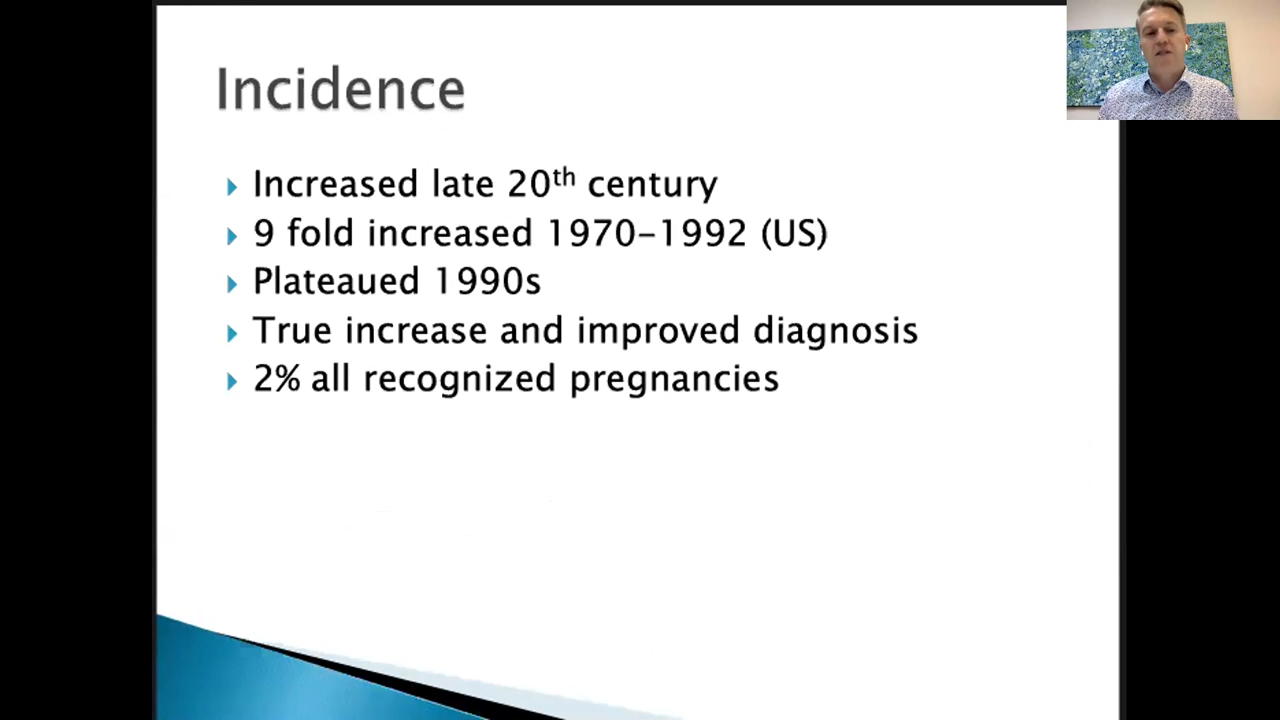 Incidence
Increased late 20th century
9 fold increased 1970-1992 (US)
Plateaued 1990s
True increase and improved diagnosis
2% all recognized pregnancies